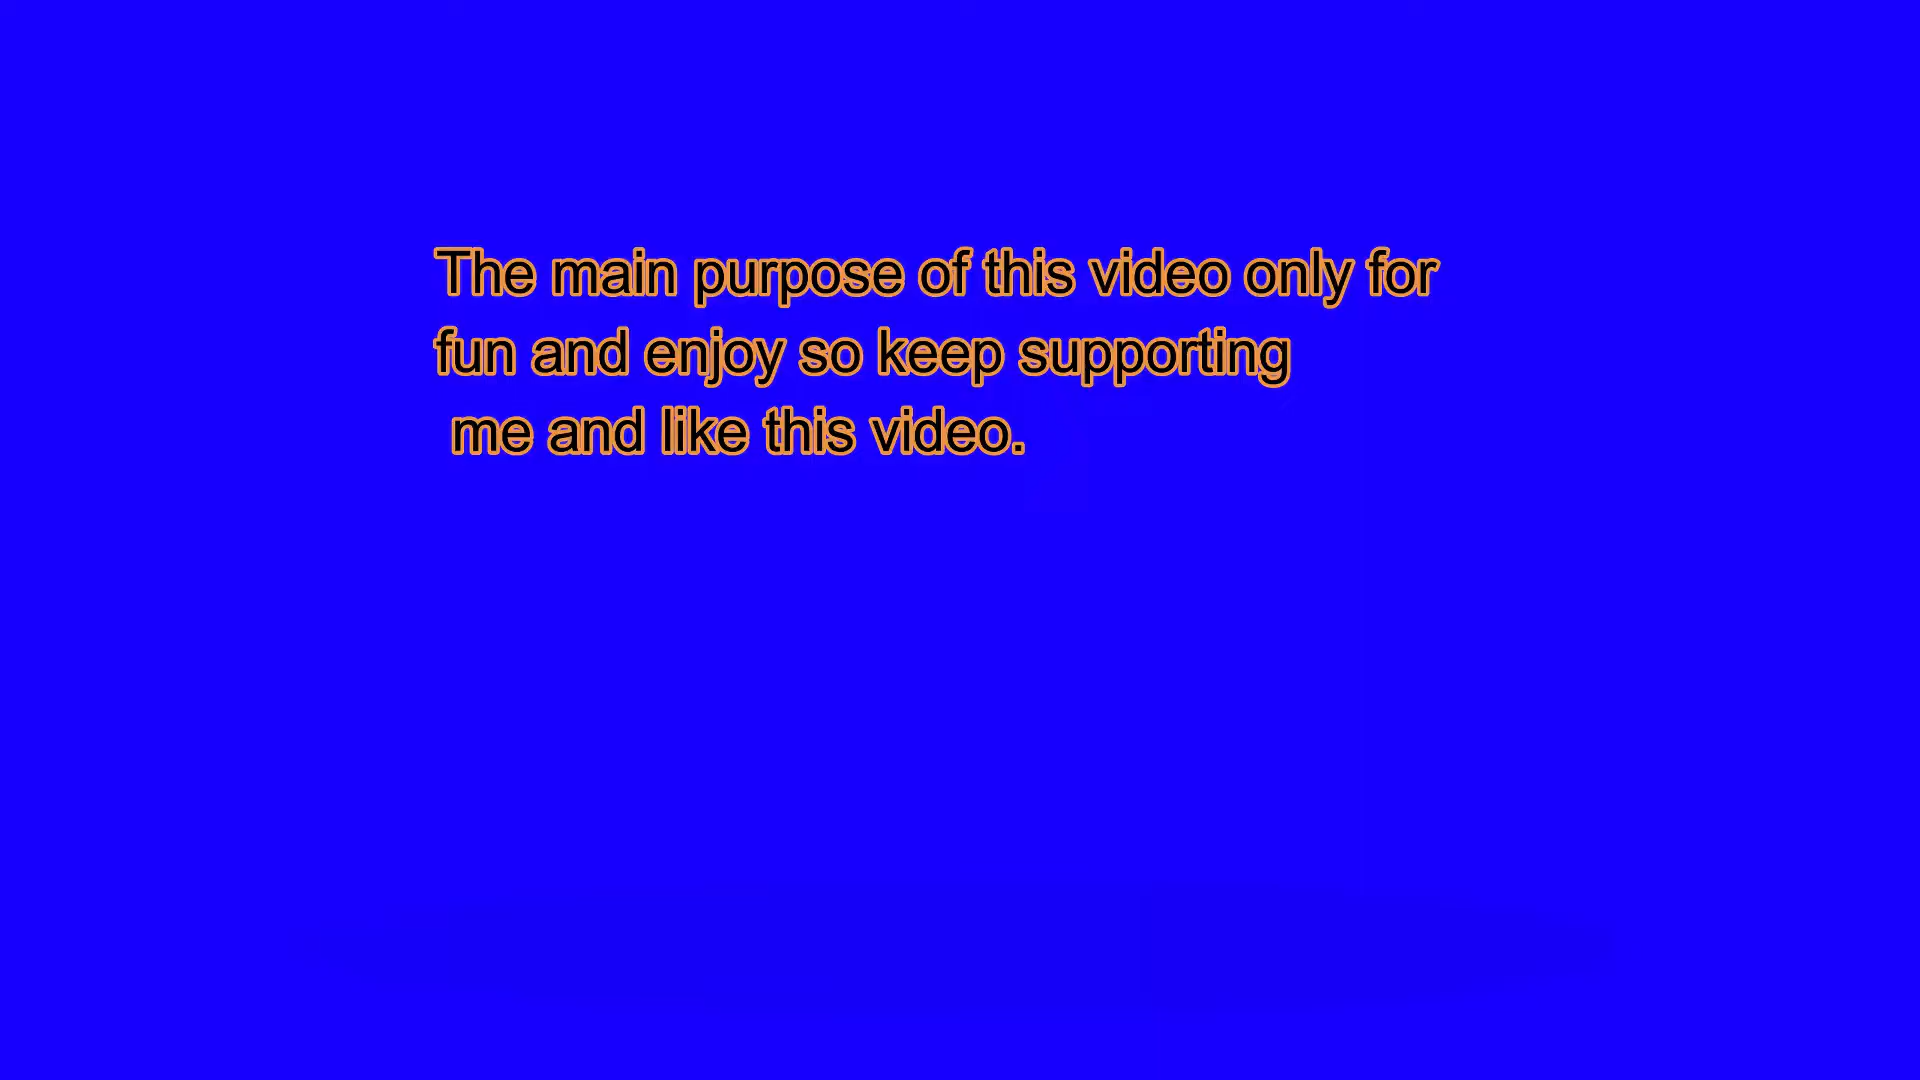 The main purpose of this video only for
fun and enjoy so keep supporting
me and like this video.